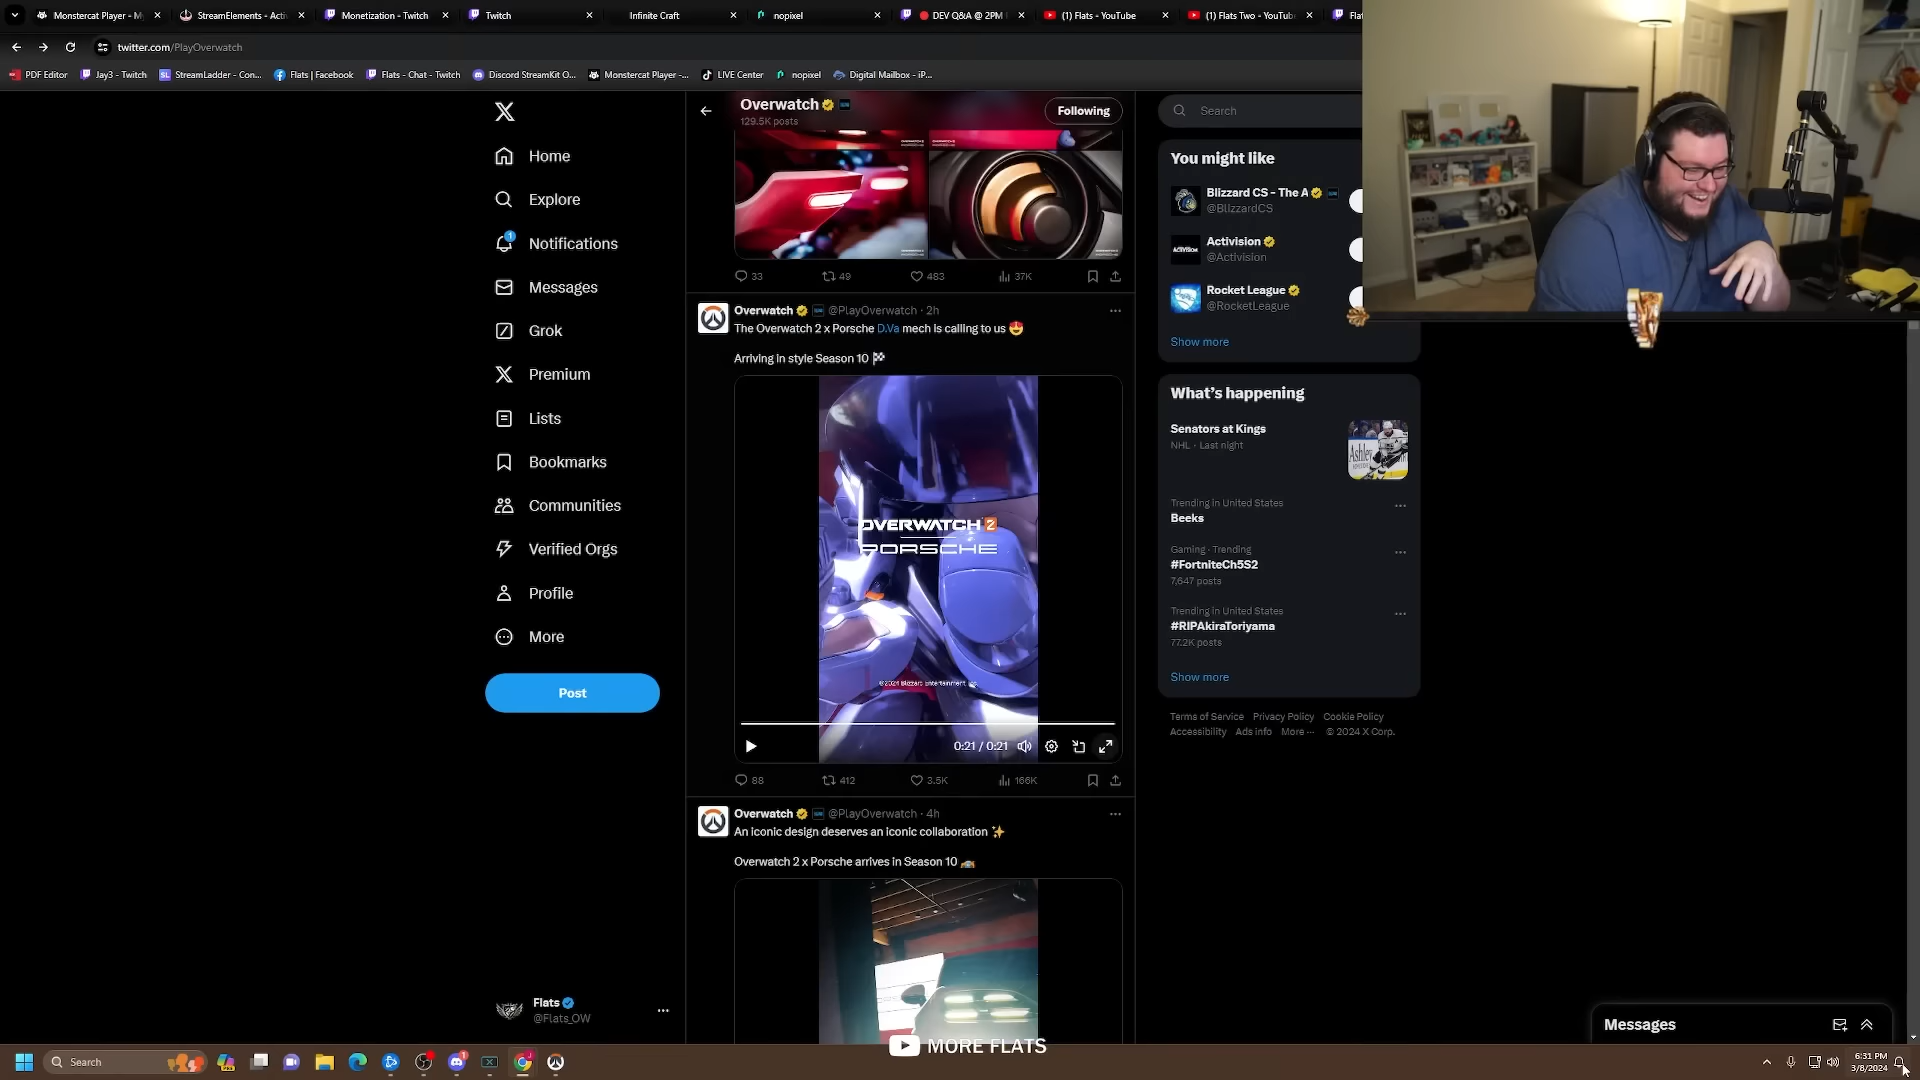 Monstercat Player - M
StreamElements - Acti
Monetization - Twitch
Twitch
Infinite Craft
nopixel
DEV Q&A @ 2PM
(1) Flats - YouTube
(1) Flats Two - YouTub
Fla
twitter.com/PlayOverwatch
PDF Editor
Jay3 - Twitch
StreamLadder - Con...
Flats | Facebook
Flats - Chat - Twitch
Discord StreamKit O...
Monstercat Player -...
LIVE Center
nopixel
Digital Mailbox - iP...
Home
Explore
1
Notifications
Messages
Grok
Premium
Lists
Bookmarks
Communities
Verified Orgs
Profile
More
Post
Flats
@Flats_OW
Overwatch
129.5K posts
Following
33 49 483 37K
Overwatch @PlayOverwatch · 2h
The Overwatch 2 x Porsche D.Va mech is calling to us 😍
Arriving in style Season 10 🏁
OVERWATCH 2
PORSCHE
©2024 Blizzard Entertainment, Inc.
0:21 / 0:21
88 412 3.5K 166K
Overwatch @PlayOverwatch · 4h
An iconic design deserves an iconic collaboration ✨
Overwatch 2 x Porsche arrives in Season 10
MORE FLATS
Search
You might like
Blizzard CS - The A
@BlizzardCS
ACTIVISION
Activision
@Activision
Rocket League
@RocketLeague
Show more
What's happening
Senators at Kings
NHL · Last night
Ashley
Trending in United States
Beeks
Gaming · Trending
#FortniteCh5S2
7,647 posts
Trending in United States
#RIPAkiraToriyama
77.2K posts
Show more
Terms of Service Privacy Policy Cookie Policy
Accessibility Ads info More ··· © 2024 X Corp.
Messages
Search
6:31 PM
3/8/2024